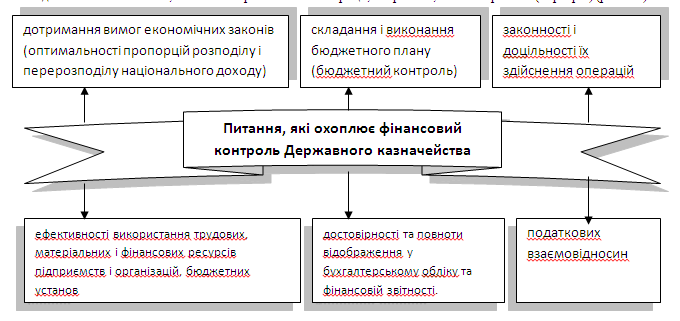 дотримання вимог економічних законів
(оптимальності пропорцій розподілу і
перерозподілу національного доходу)
складання і виконання
бюджетного плану
(бюджетний контроль)
законності і
доцільності їх
здійснення операцій
Питання, які охоплює фінансовий
контроль Державного казначейства
ефективності використання трудових,
матеріальних і фінансових ресурсів
підприємств і організацій, бюджетних
установ
достовірності та повноти
відображення у
бухгалтерському обліку та
фінансовій звітності.
податкових
взаємовідносин